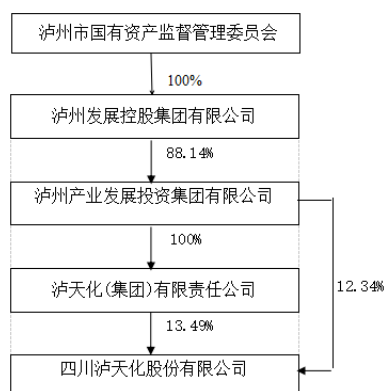 泸州市国有资产监督管理委员会
100%
泸州发展控股集团有限公司
88.14%
泸州产业发展投资集团有限公司
100%
泸天化(集团)有限责任公司
12.34%
13.49%
四川泸天化股份有限公司